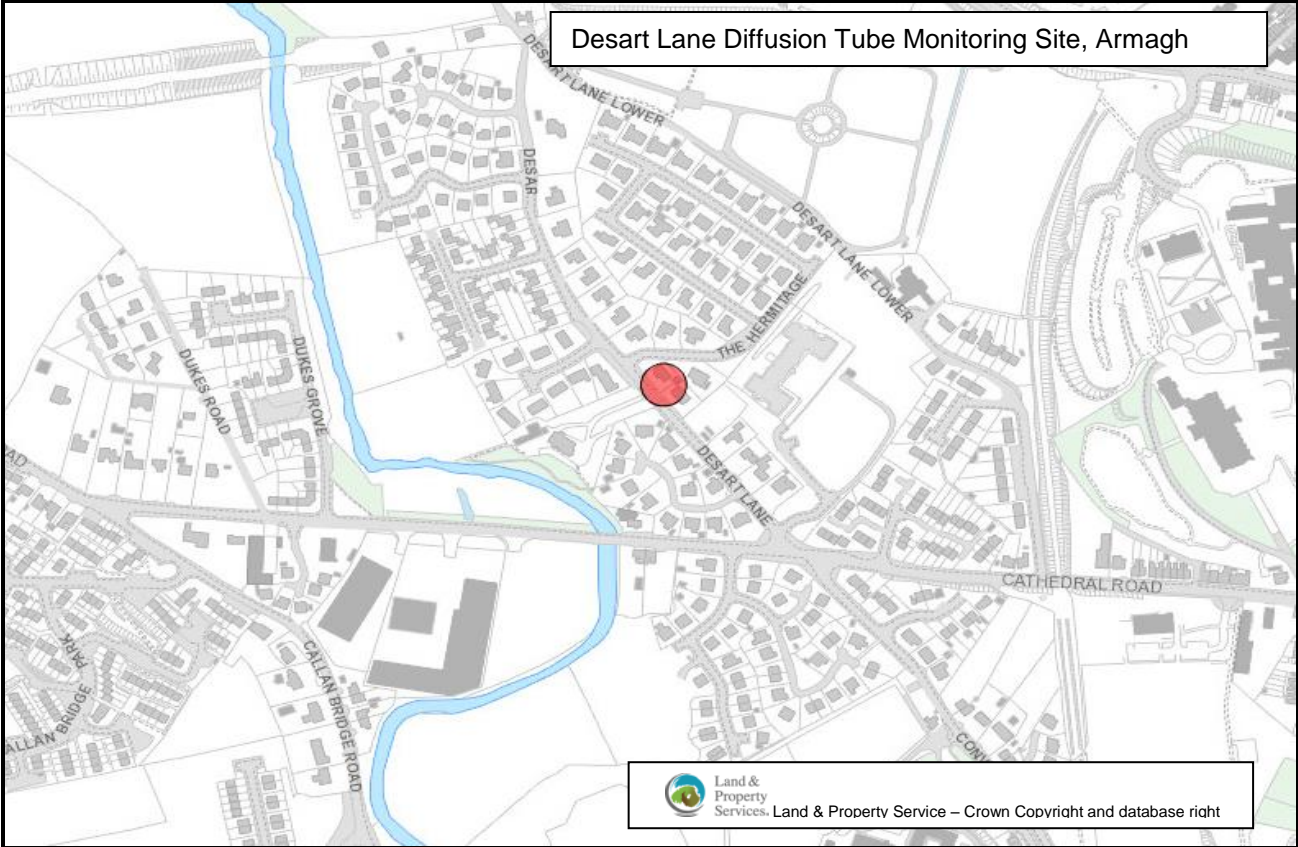 Desart Lane Diffusion Tube Monitoring Site, Armagh
DESART LANE LOWER
DESAR
DESART LANE LOWER
THE HERMITAGE
DUKES ROAD
DUKES GROVE
DESART LANE
CATHEDRAL ROAD
CALLAN BRIDGE ROAD
ALLAN BRIDGE
PARK
OAD
CON
Land &
Property
Services.
Land & Property Service – Crown Copyright and database right